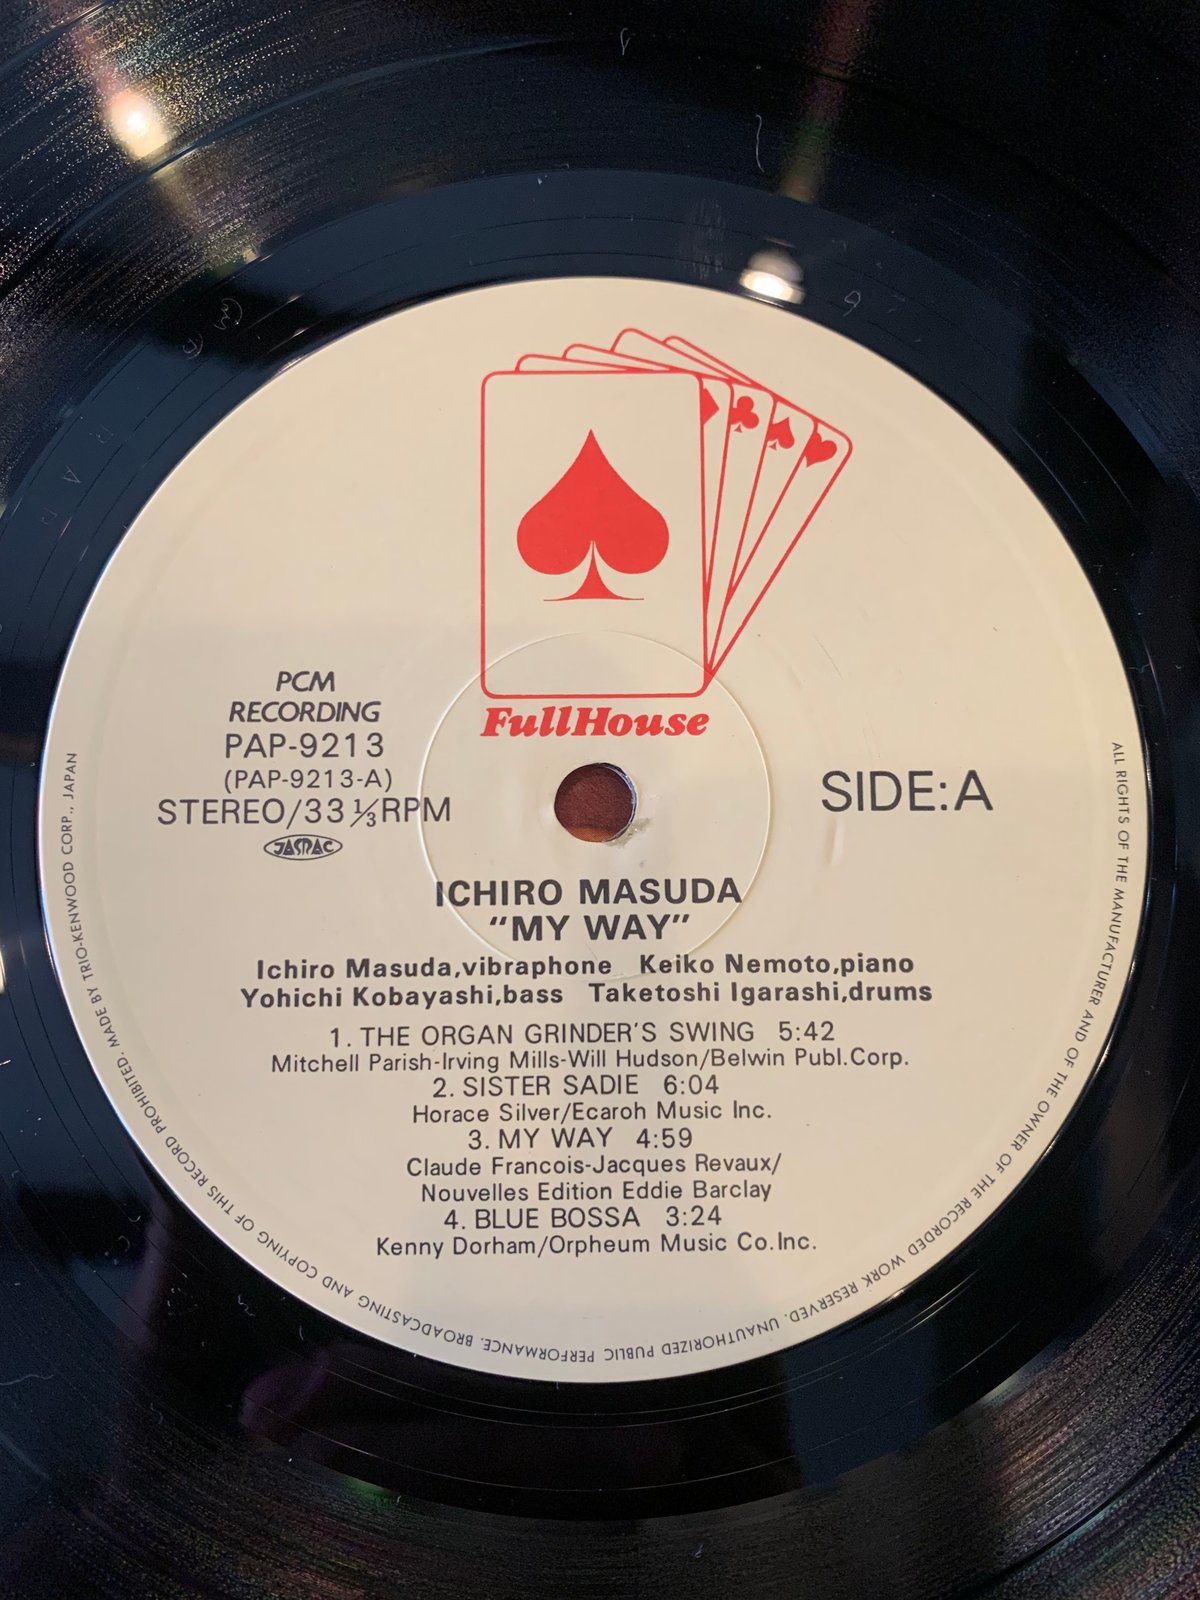 FullHouse
PCM
RECORDING
PAP-9213
(PAP-9213-A)
STEREO/33 ⅓ RPM
JASRAC
SIDE:A
ICHIRO MASUDA
"MY WAY"
Ichiro Masuda,vibraphone Keiko Nemoto,piano
Yohichi Kobayashi,bass Taketoshi Igarashi,drums
1. THE ORGAN GRINDER'S SWING 5:42
Mitchell Parish-Irving Mills-Will Hudson/Belwin Publ.Corp.
2. SISTER SADIE 6:04
Horace Silver/Ecaroh Music Inc.
3. MY WAY 4:59
Claude Francois-Jacques Revaux/
Nouvelles Edition Eddie Barclay
4. BLUE BOSSA 3:24
Kenny Dorham/Orpheum Music Co.Inc.
ALL RIGHTS OF THE MANUFACTURER AND OF THE OWNER OF THE RECORDED WORK RESERVED. UNAUTHORIZED PUBLIC PERFORMANCE, BROADCASTING AND COPYING OF THIS RECORD PROHIBITED. MADE BY TRIO-KENWOOD CORP., JAPAN